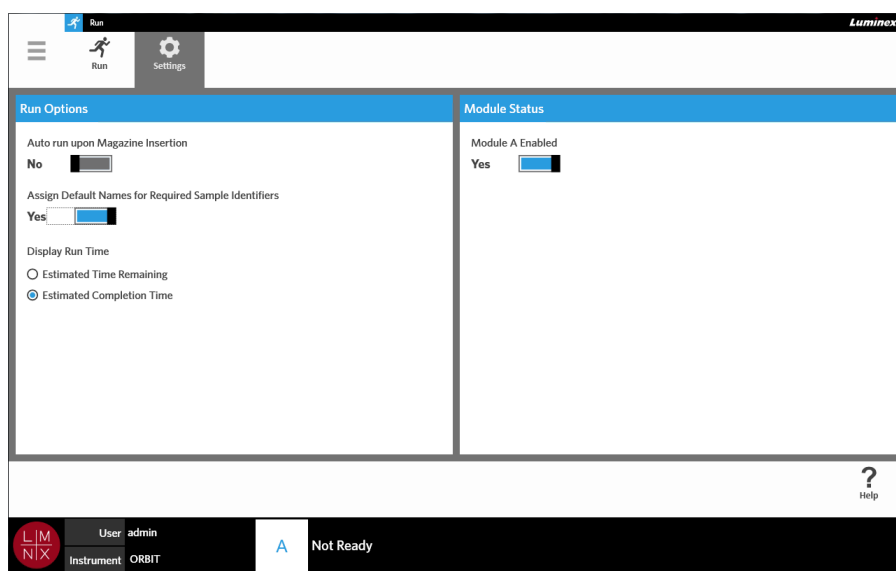 Run
Luminex
Run
Settings
Run Options
Auto run upon Magazine Insertion
No
Assign Default Names for Required Sample Identifiers
Yes
Display Run Time
Estimated Time Remaining
Estimated Completion Time
Module Status
Module A Enabled
Yes
?
Help
LM
NX
User admin
Instrument ORBIT
A
Not Ready